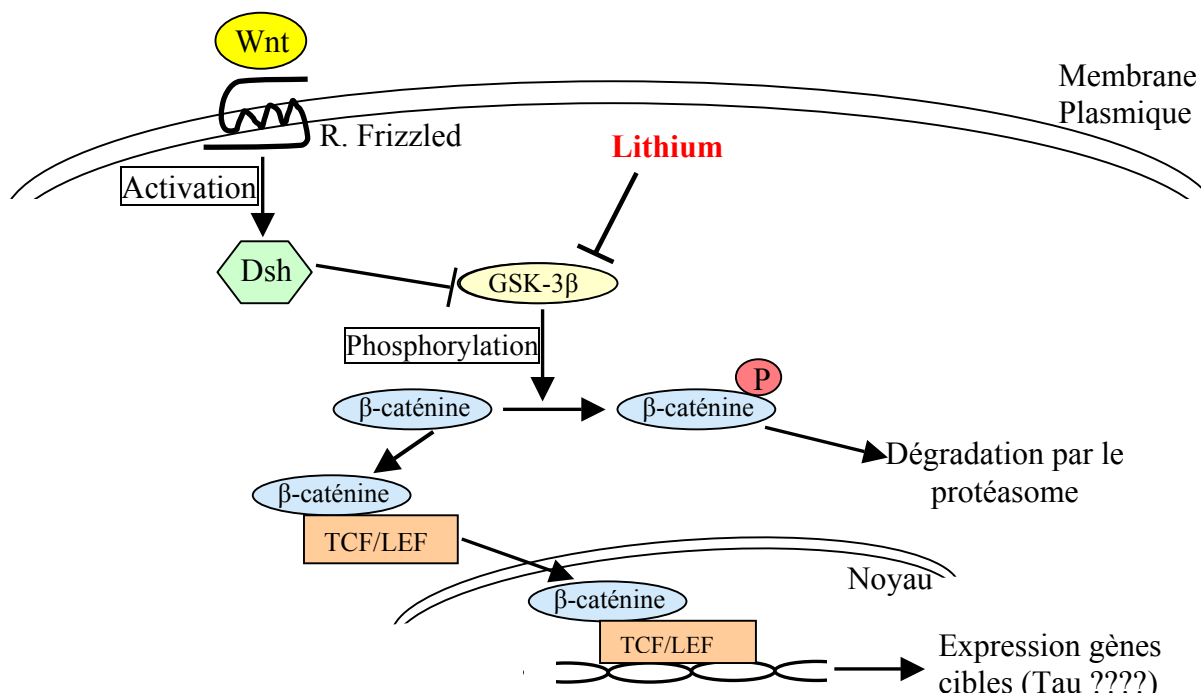 Wnt
Membrane
Plasmique
R. Frizzled
Lithium
Activation
Dsh
GSK-3β
Phosphorylation
P
β-caténine
β-caténine
Dégradation par le
protéasome
β-caténine
TCF/LEF
Noyau
β-caténine
TCF/LEF
Expression gènes
cibles (Tau ????)